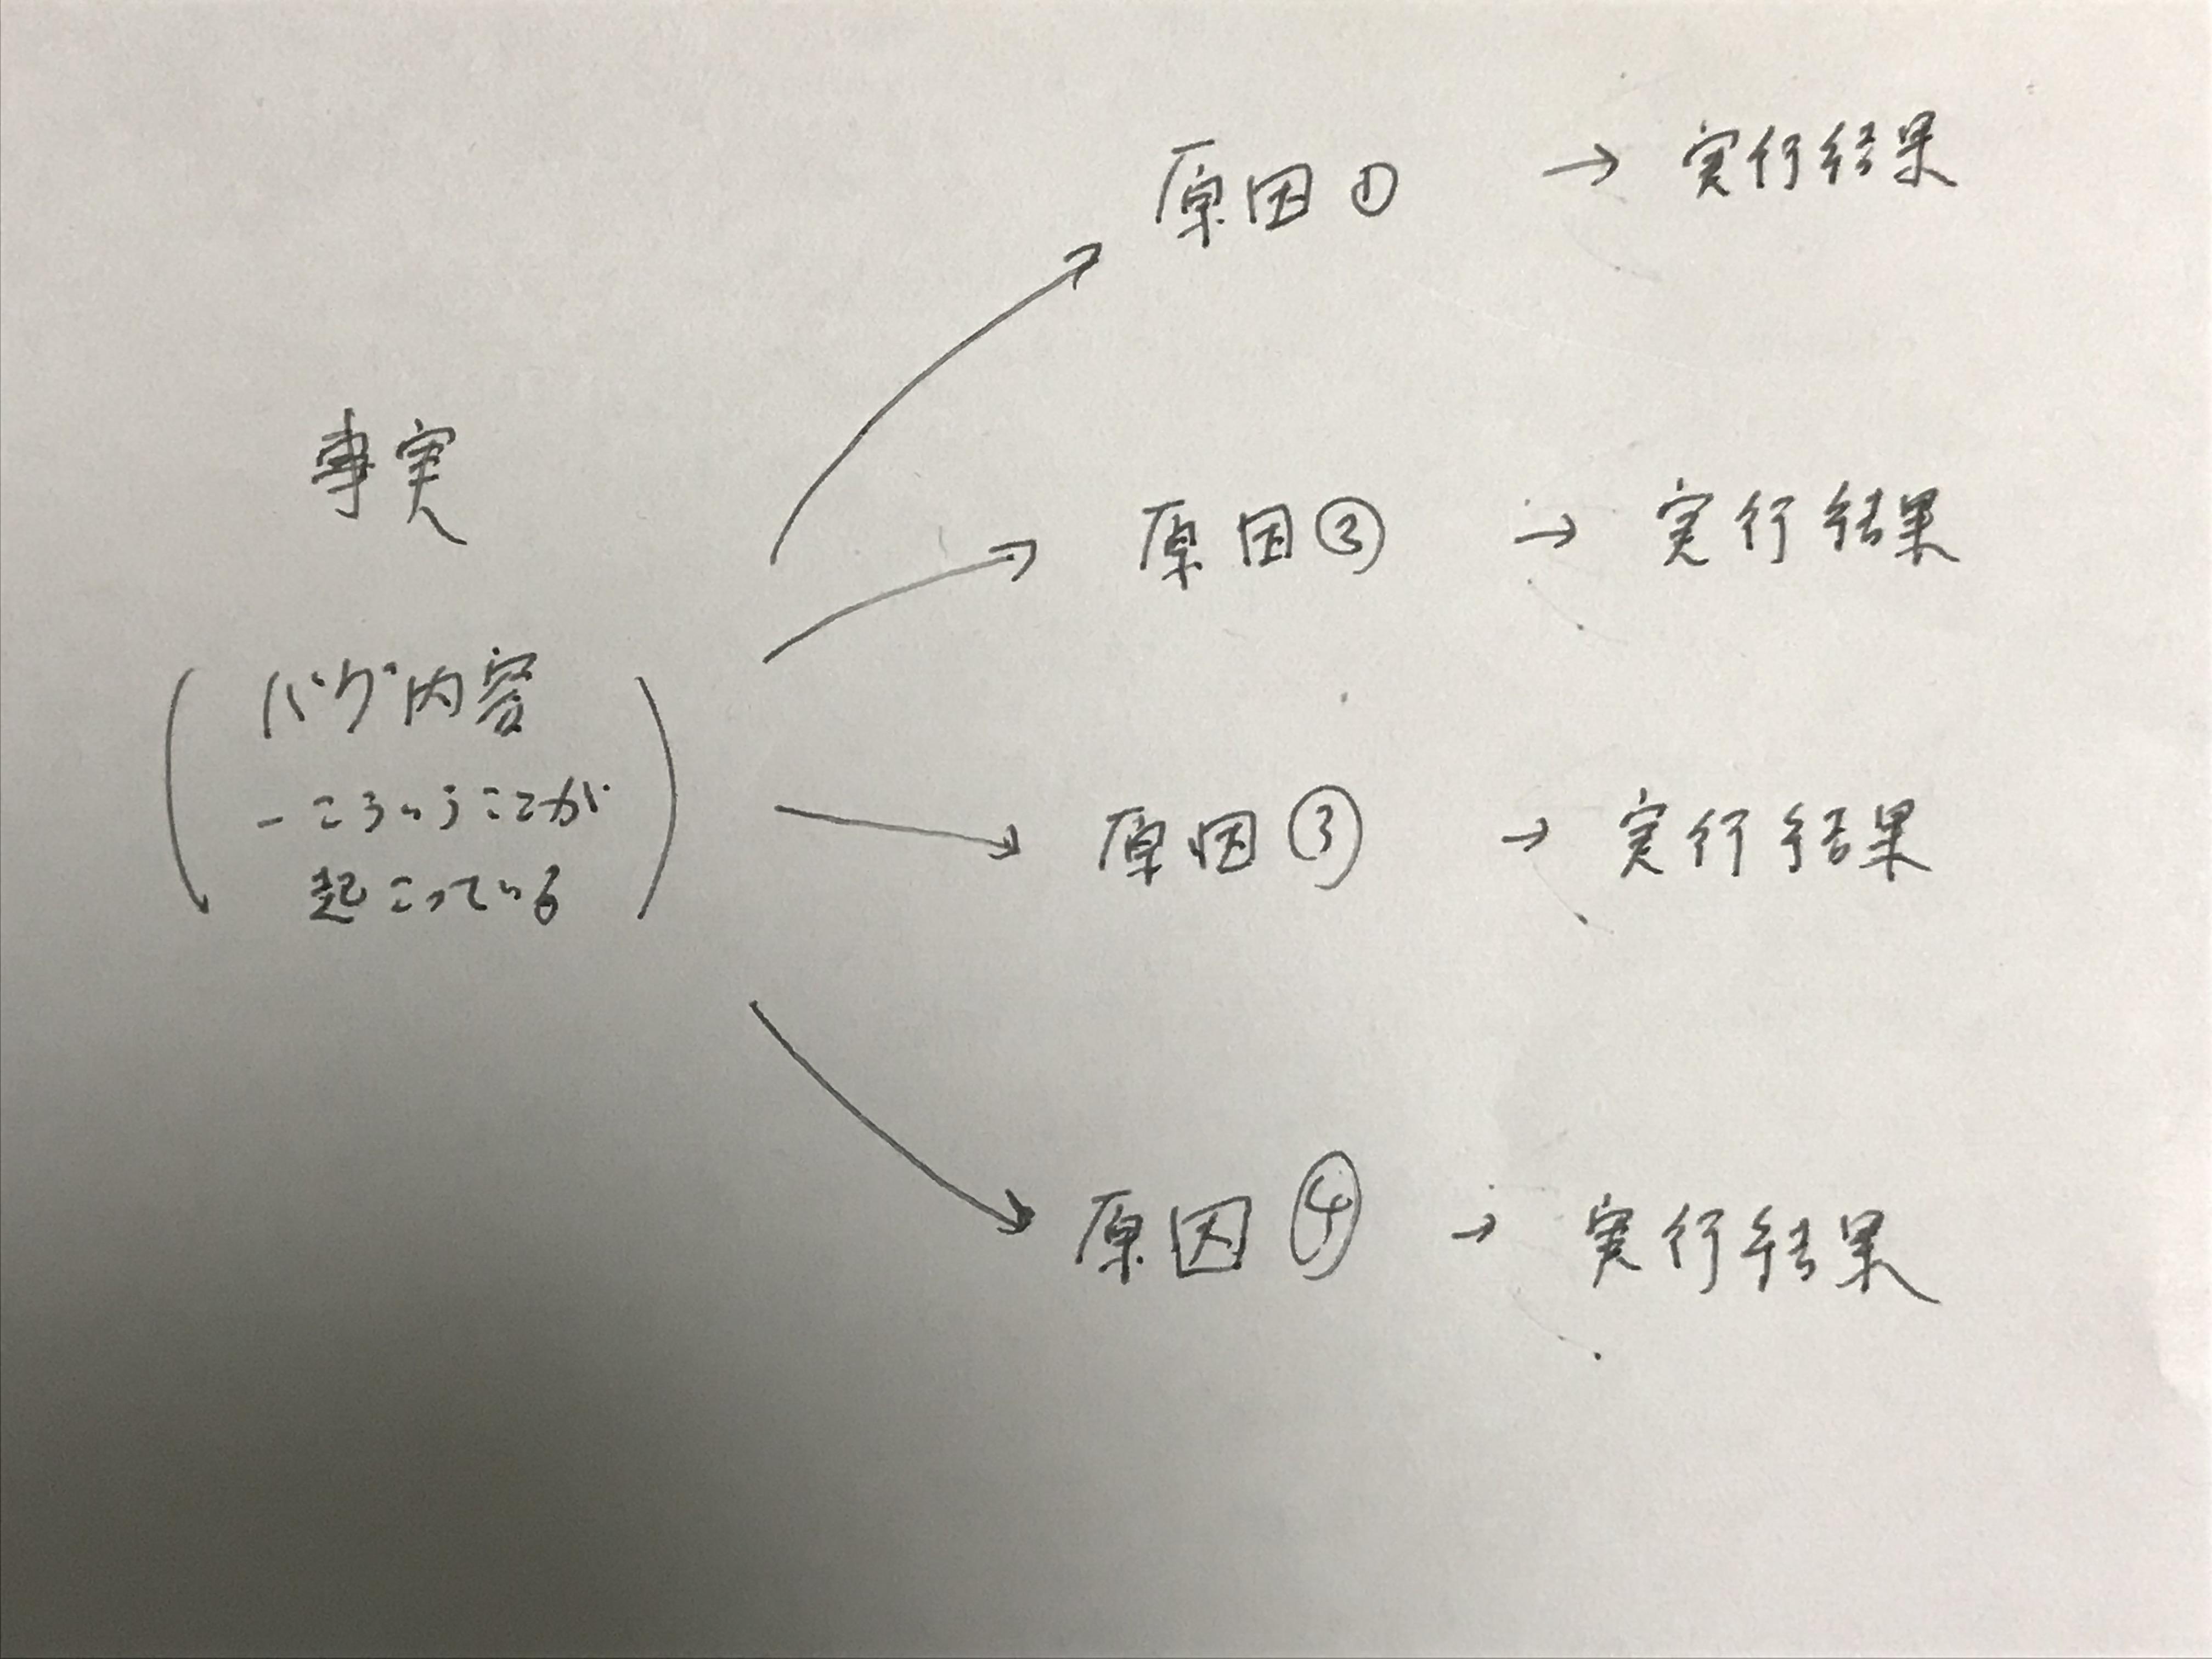 事実
バグ内容
- こういうことが
起こっている
原因① → 実行結果
原因② → 実行結果
原因③ → 実行結果
原因④ → 実行結果